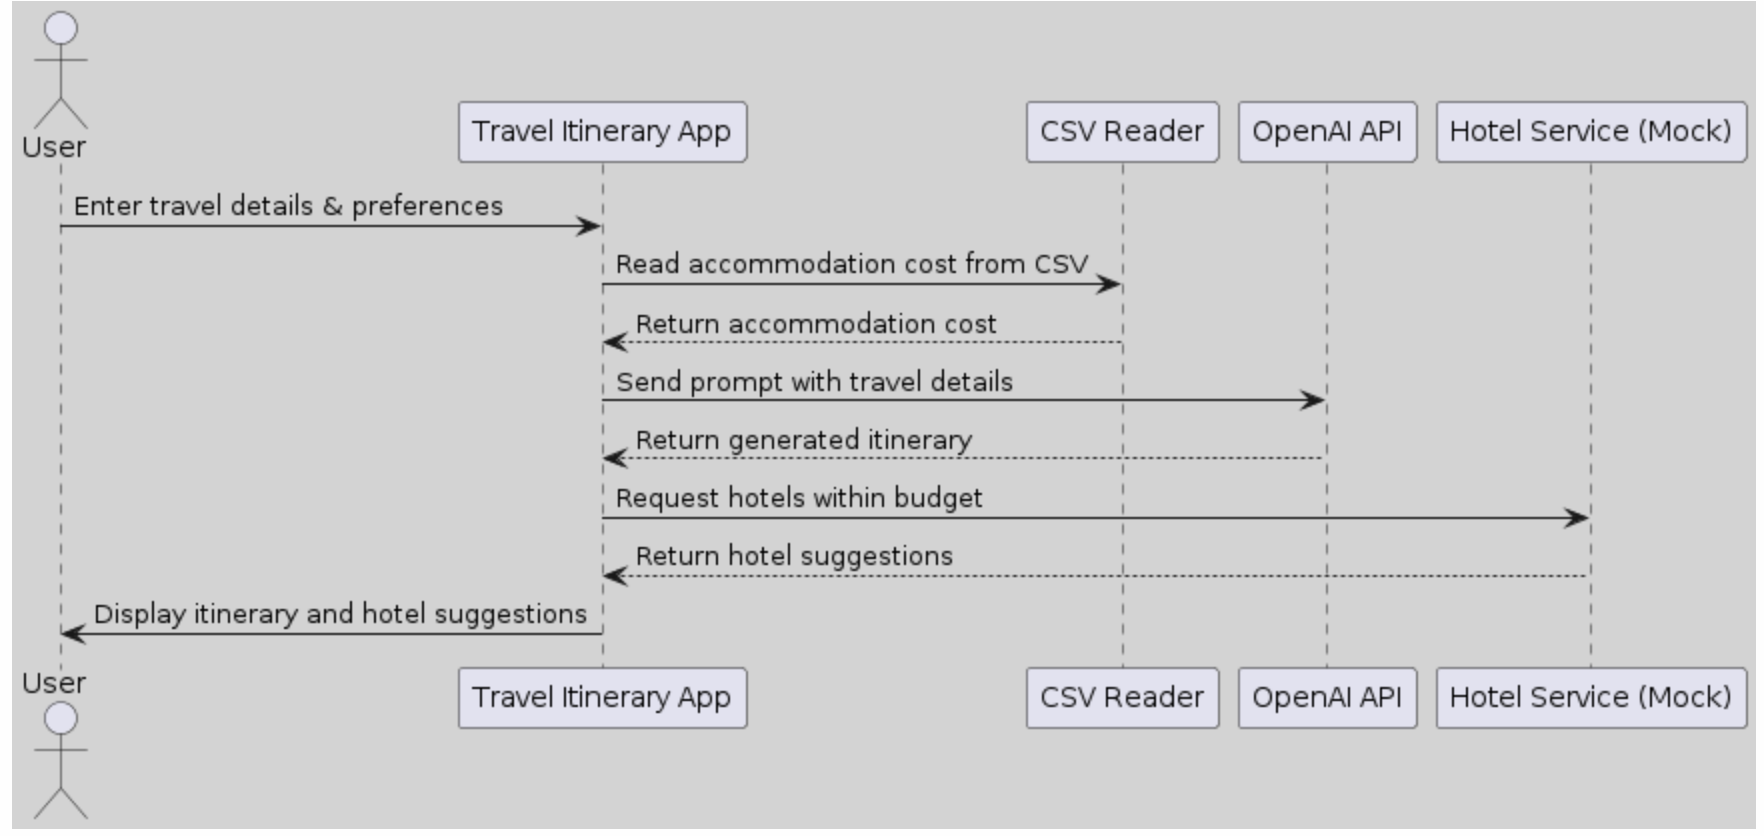 User
Travel Itinerary App
CSV Reader
OpenAI API
Hotel Service (Mock)
Enter travel details & preferences
Read accommodation cost from CSV
Return accommodation cost
Send prompt with travel details
Return generated itinerary
Request hotels within budget
Return hotel suggestions
Display itinerary and hotel suggestions
User
Travel Itinerary App
CSV Reader
OpenAI API
Hotel Service (Mock)